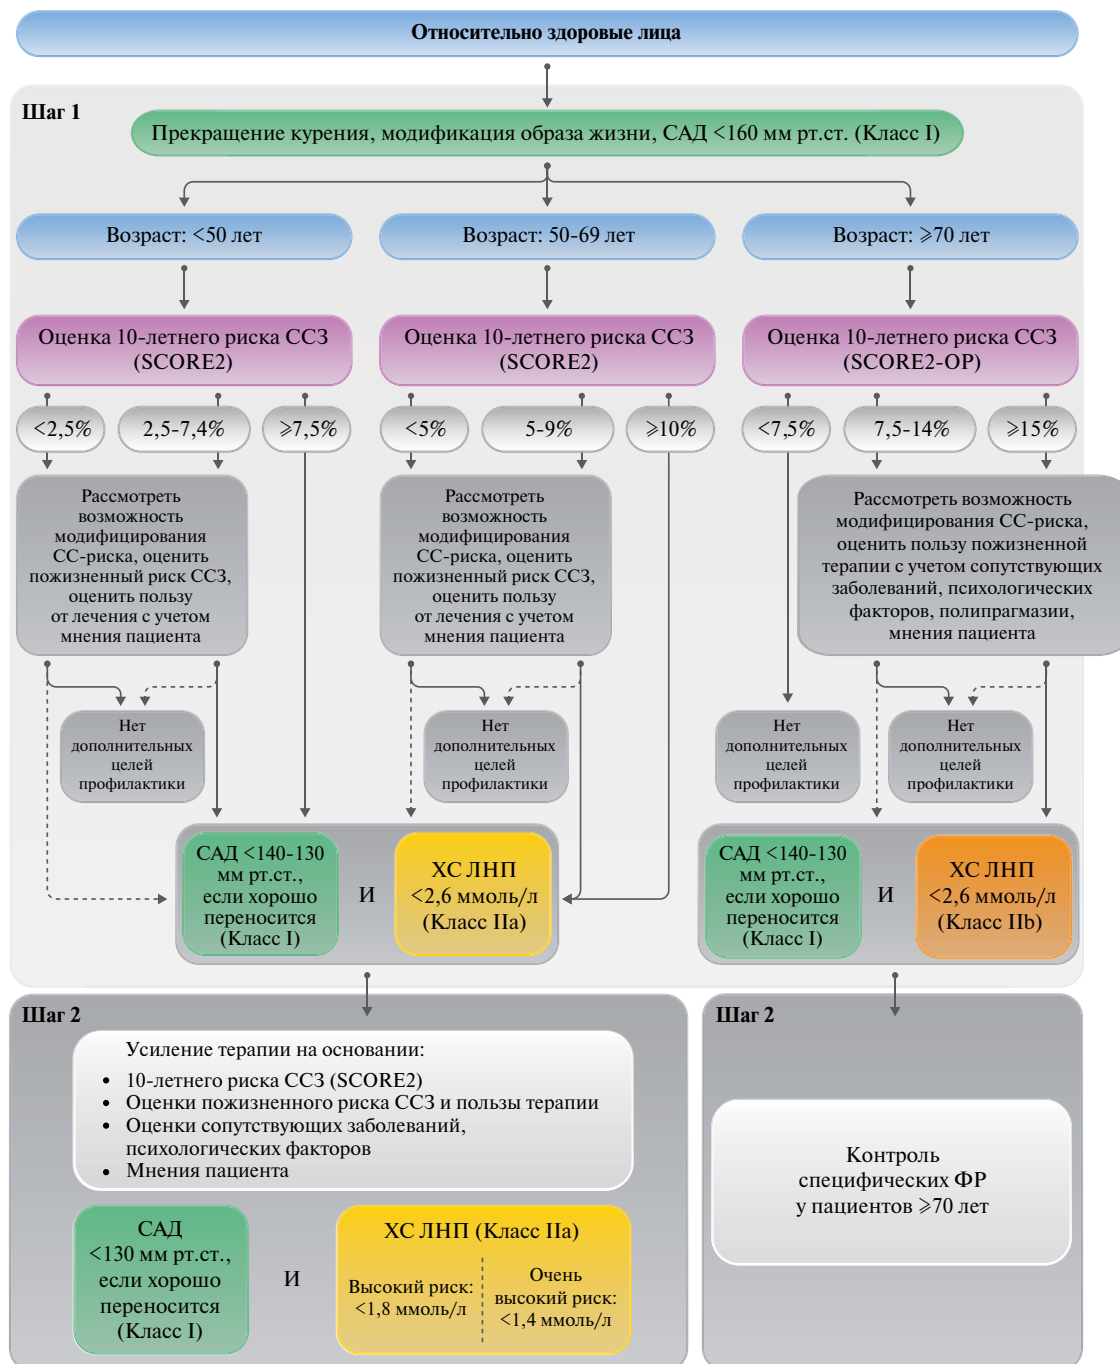 Относительно здоровые лица
Шаг 1
Прекращение курения, модификация образа жизни, САД <160 мм рт.ст. (Класс I)
Возраст: <50 лет
Возраст: 50-69 лет
Возраст: ⩾70 лет
Оценка 10-летнего риска ССЗ
(SCORE2)
Оценка 10-летнего риска ССЗ
(SCORE2)
Оценка 10-летнего риска ССЗ
(SCORE2-OP)
<2,5%
2,5-7,4%
⩾7,5%
<5%
5-9%
⩾10%
<7,5%
7,5-14%
⩾15%
Рассмотреть
возможность
модифицирования
СС-риска, оценить
пожизненный риск ССЗ,
оценить пользу
от лечения с учетом
мнения пациента
Рассмотреть
возможность
модифицирования
СС-риска, оценить
пожизненный риск ССЗ,
оценить пользу
от лечения с учетом
мнения пациента
Рассмотреть возможность
модифицирования СС-риска,
оценить пользу пожизненной
терапии с учетом сопутствующих
заболеваний, психологических
факторов, полипрагмазии,
мнения пациента
Нет
дополнительных
целей
профилактики
Нет
дополнительных
целей
профилактики
Нет
дополнительных
целей
профилактики
Нет
дополнительных
целей
профилактики
САД <140-130
мм рт.ст.,
если хорошо
переносится
(Класс I)
И
ХС ЛНП
<2,6 ммоль/л
(Класс IIa)
САД <140-130
мм рт.ст.,
если хорошо
переносится
(Класс I)
И
ХС ЛНП
<2,6 ммоль/л
(Класс IIb)
Шаг 2
Усиление терапии на основании:
• 10-летнего риска ССЗ (SCORE2)
• Оценки пожизненного риска ССЗ и пользы терапии
• Оценки сопутствующих заболеваний,
психологических факторов
• Мнения пациента
САД
<130 мм рт.ст.,
если хорошо
переносится
(Класс I)
И
ХС ЛНП (Класс IIa)
Высокий риск:
<1,8 ммоль/л
Очень
высокий риск:
<1,4 ммоль/л
Шаг 2
Контроль
специфических ФР
у пациентов ⩾70 лет